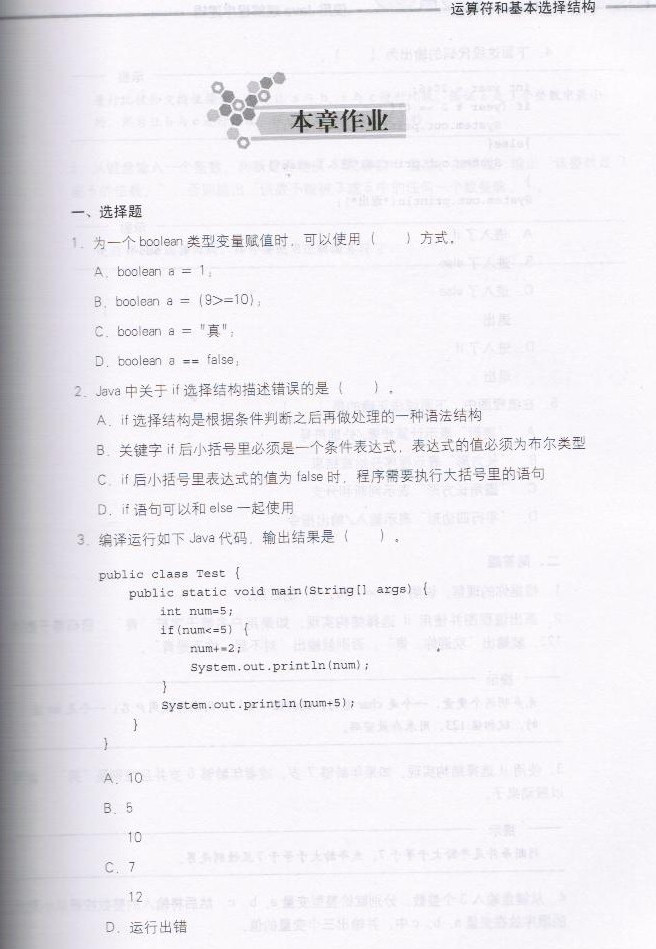 运算符和基本选择结构
本章作业
一、选择题
1．为一个 boolean 类型变量赋值时，可以使用（　　）方式。
A．boolean a = 1;
B．boolean a = (9>=10);
C．boolean a = "真";
D．boolean a == false;
2．Java 中关于 if 选择结构描述错误的是（　　）。
A．if 选择结构是根据条件判断之后再做处理的一种语法结构
B．关键字 if 后小括号里必须是一个条件表达式，表达式的值必须为布尔类型
C．if 后小括号里表达式的值为 false 时，程序需要执行大括号里的语句
D．if 语句可以和 else 一起使用
3．编译运行如下 Java 代码，输出结果是（　　）。
public class Test {
public static void main(String[] args) {
int num=5;
if(num<=5) {
num+=2;
System.out.println(num);
}
System.out.println(num+5);
}
}
A．10
B．5
10
C．7
12
D．运行出错